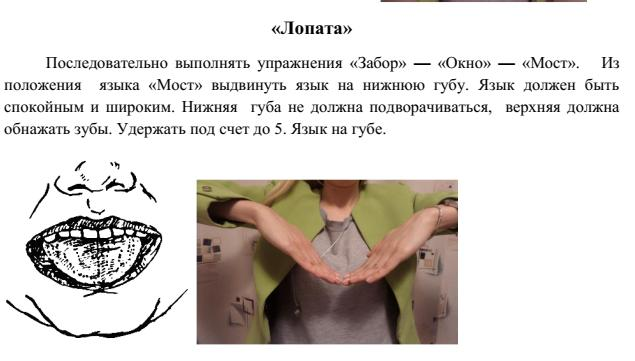 «Лопата»
Последовательно выполнять упражнения «Забор» — «Окно» — «Мост». Из
положения языка «Мост» выдвинуть язык на нижнюю губу. Язык должен быть
спокойным и широким. Нижняя губа не должна подворачиваться, верхняя должна
обнажать зубы. Удержать под счет до 5. Язык на губе.